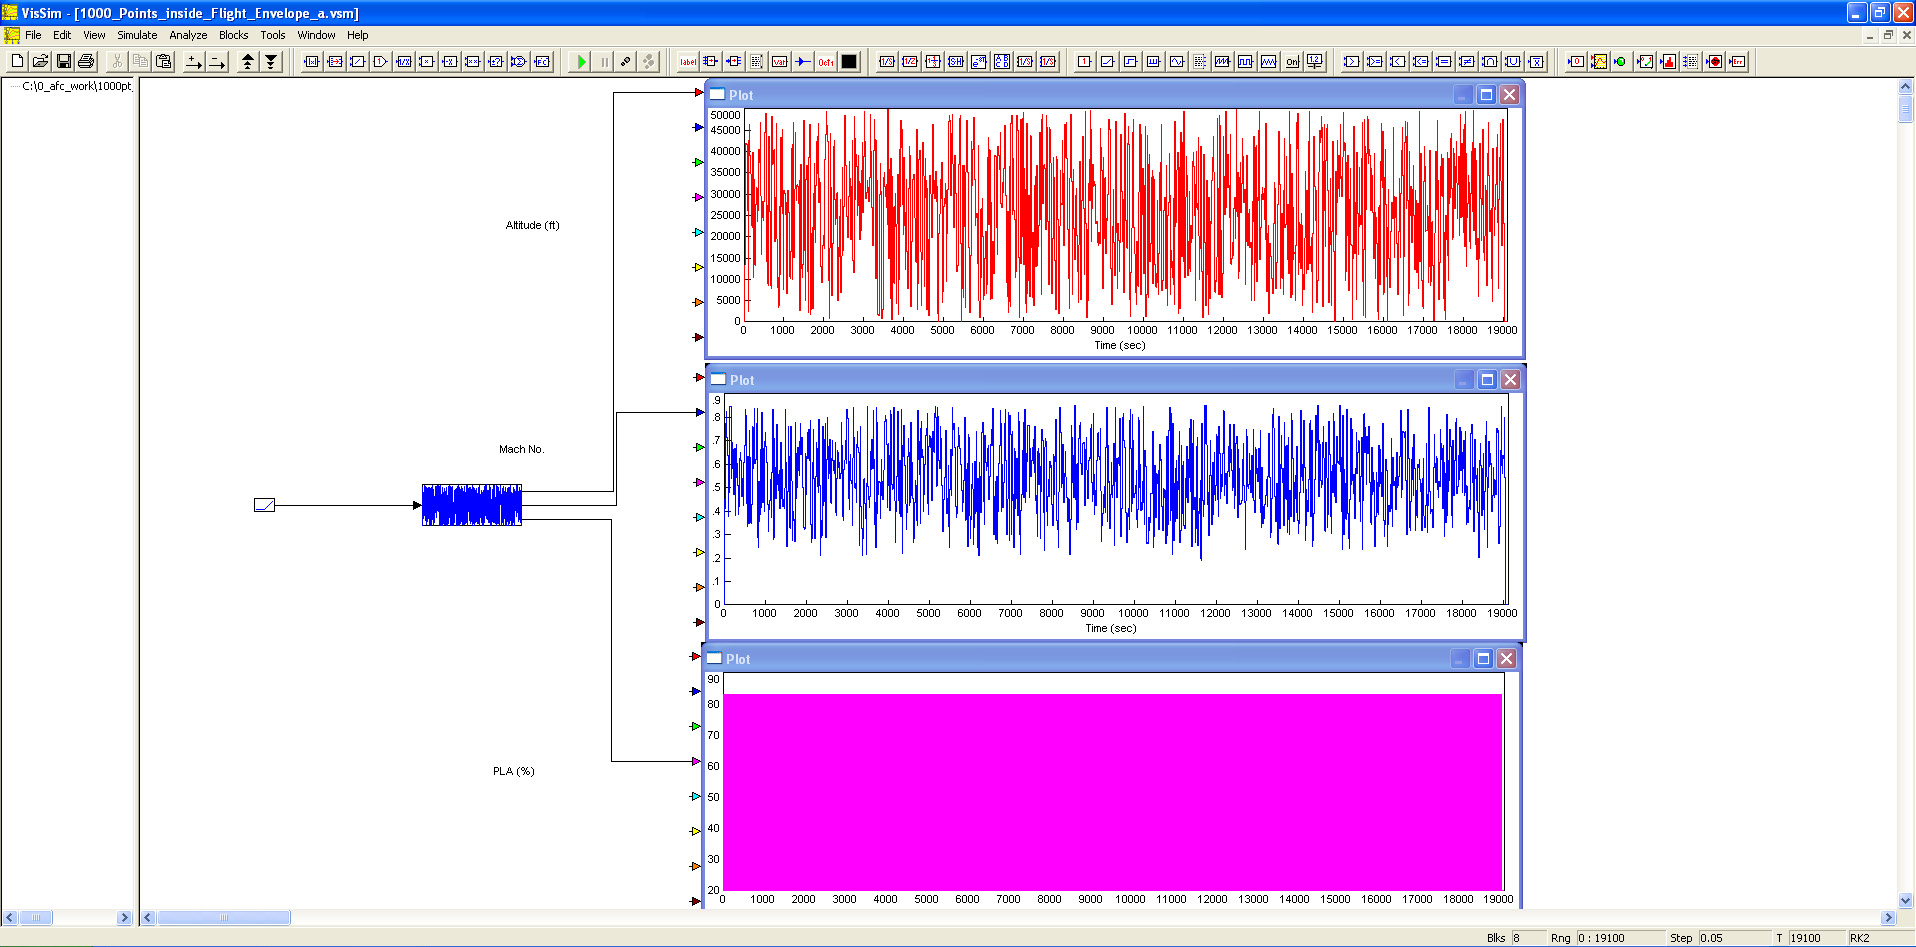 VisSim - [1000_Points_inside_Flight_Envelope_a.vsm]
File Edit View Simulate Analyze Blocks Tools Window Help
C:\0_afc_work\1000pt_
Plot
50000
45000
40000
35000
30000
25000
20000
15000
10000
5000
0
0 1000 2000 3000 4000 5000 6000 7000 8000 9000 10000 11000 12000 13000 14000 15000 16000 17000 18000 19000
Time (sec)
Altitude (ft)
Plot
.9
.8
.7
.6
.5
.4
.3
.2
.1
0
0 1000 2000 3000 4000 5000 6000 7000 8000 9000 10000 11000 12000 13000 14000 15000 16000 17000 18000 19000
Time (sec)
Mach No.
Plot
90
80
70
60
50
40
30
20
0 1000 2000 3000 4000 5000 6000 7000 8000 9000 10000 11000 12000 13000 14000 15000 16000 17000 18000 19000
PLA (%)
Blks 8 Rng 0 : 19100 Step 0.05 T 19100 RK2